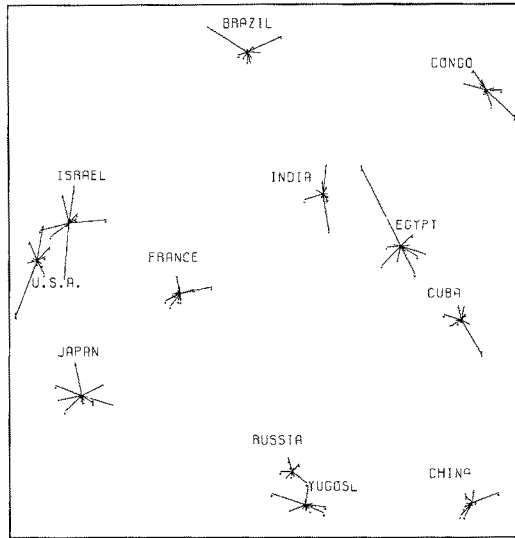 BRAZIL
CONGO
ISRAEL
INDIA
EGYPT
FRANCE
U.S.A.
CUBA
JAPAN
RUSSIA
YUGOSL
CHINA